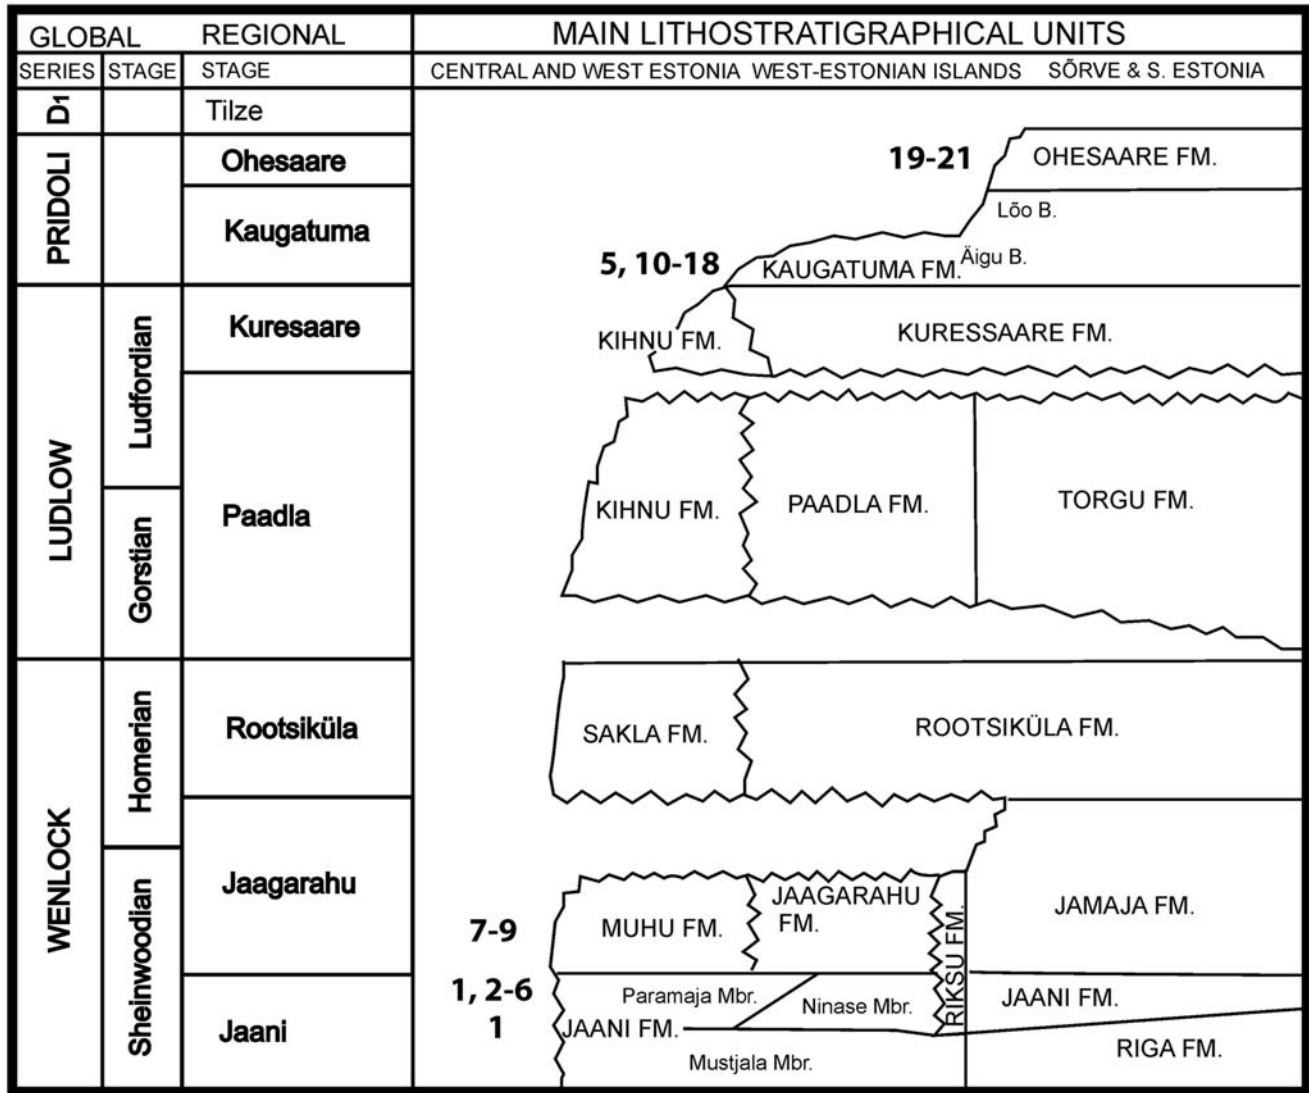 GLOBAL REGIONAL MAIN LITHOSTRATIGRAPHICAL UNITS
SERIES STAGE STAGE CENTRAL AND WEST ESTONIA WEST-ESTONIAN ISLANDS SÕRVE & S. ESTONIA
D1 Tilze
PRIDOLI
Ohesaare 19-21 OHESAARE FM.
Lõo B.
Kaugatuma
5, 10-18 KAUGATUMA FM. Äigu B.
LUDLOW
Ludfordian
Kuresaare KIHNU FM. KURESSAARE FM.
Gorstian
Paadla KIHNU FM. PAADLA FM. TORGU FM.
WENLOCK
Homerian
Rootsiküla SAKLA FM. ROOTSIKÜLA FM.
Sheinwoodian
Jaagarahu JAAGARAHU
FM.
7-9 MUHU FM. RIKSU FM. JAMAJA FM.
1, 2-6 Paramaja Mbr. Ninase Mbr. JAANI FM.
Jaani 1 JAANI FM.
Mustjala Mbr. RIGA FM.